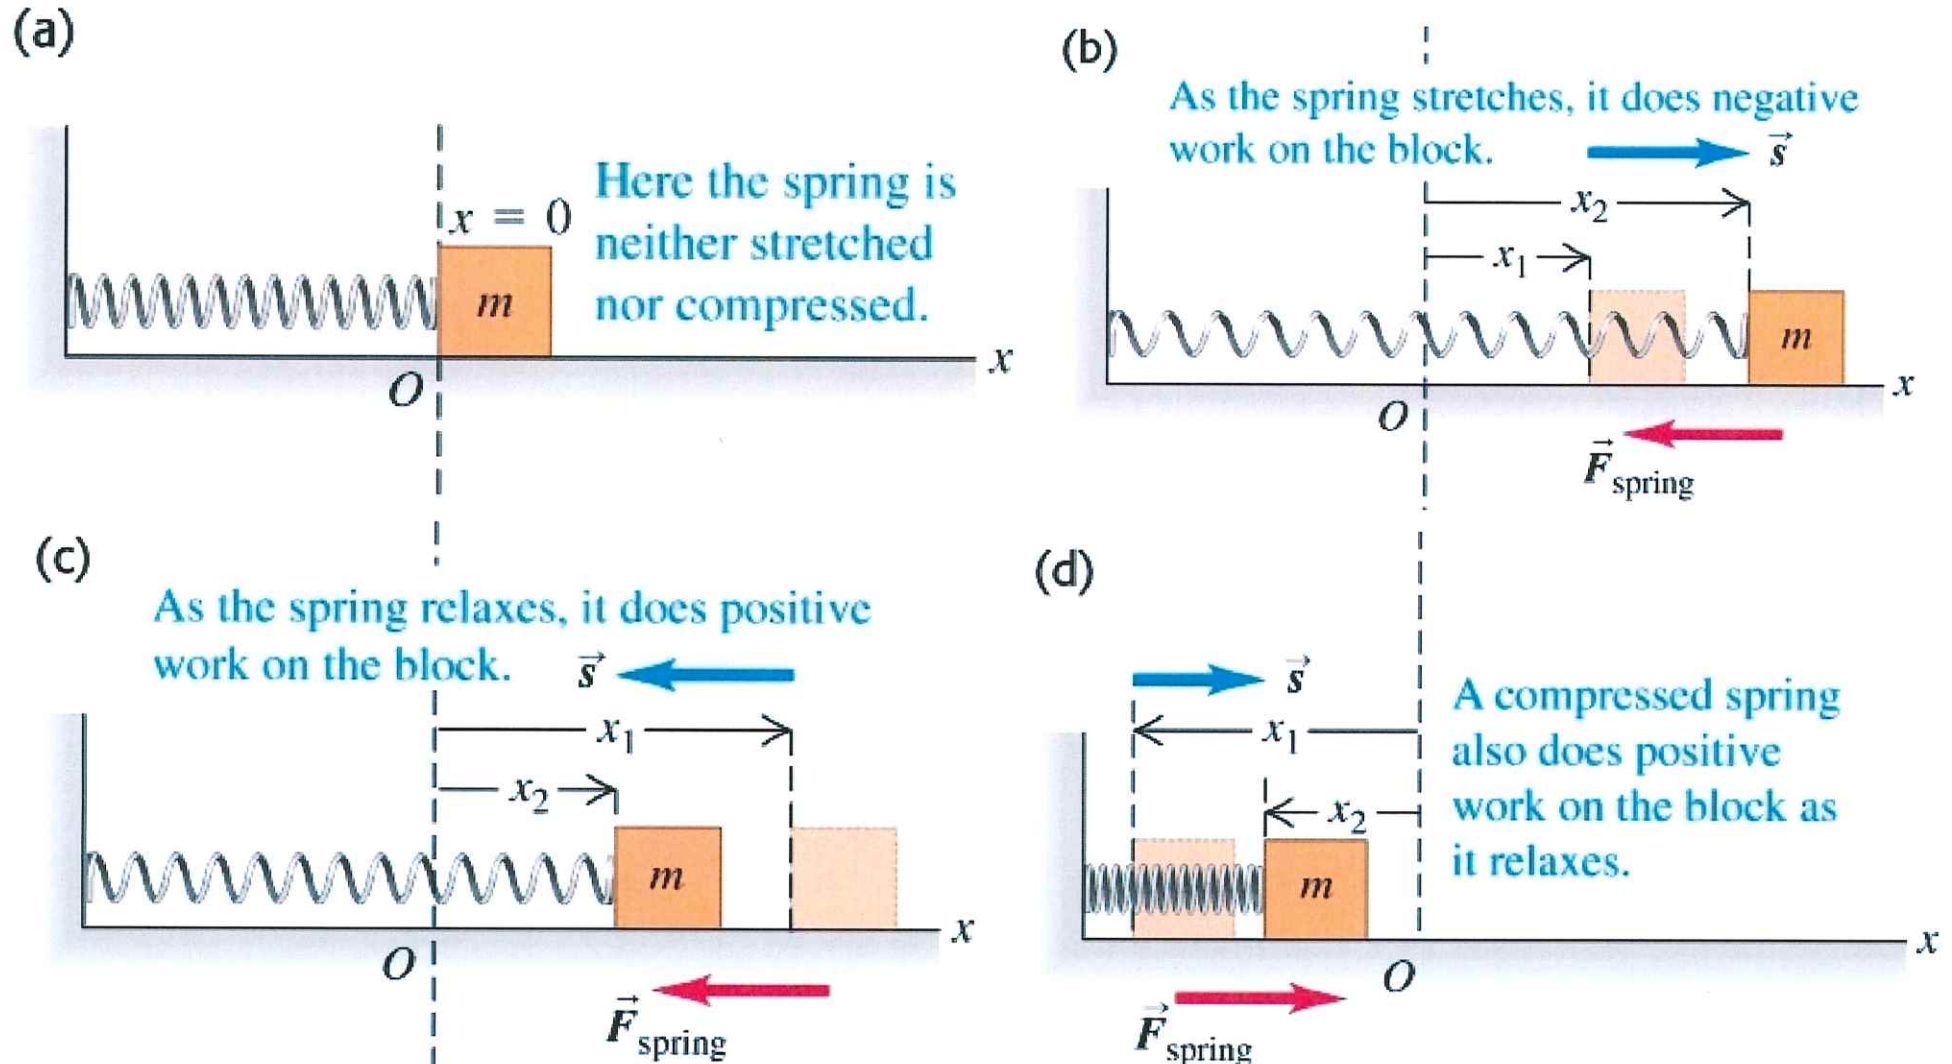 (a)
x = 0
Here the spring is
neither stretched
nor compressed.
m
x
O
(b)
As the spring stretches, it does negative
work on the block.
s⃗
x₂
x₁
m
x
O
F⃗spring
(c)
As the spring relaxes, it does positive
work on the block.
s⃗
x₁
x₂
m
x
O
F⃗spring
(d)
s⃗
x₁
x₂
A compressed spring
also does positive
work on the block as
it relaxes.
m
x
O
F⃗spring